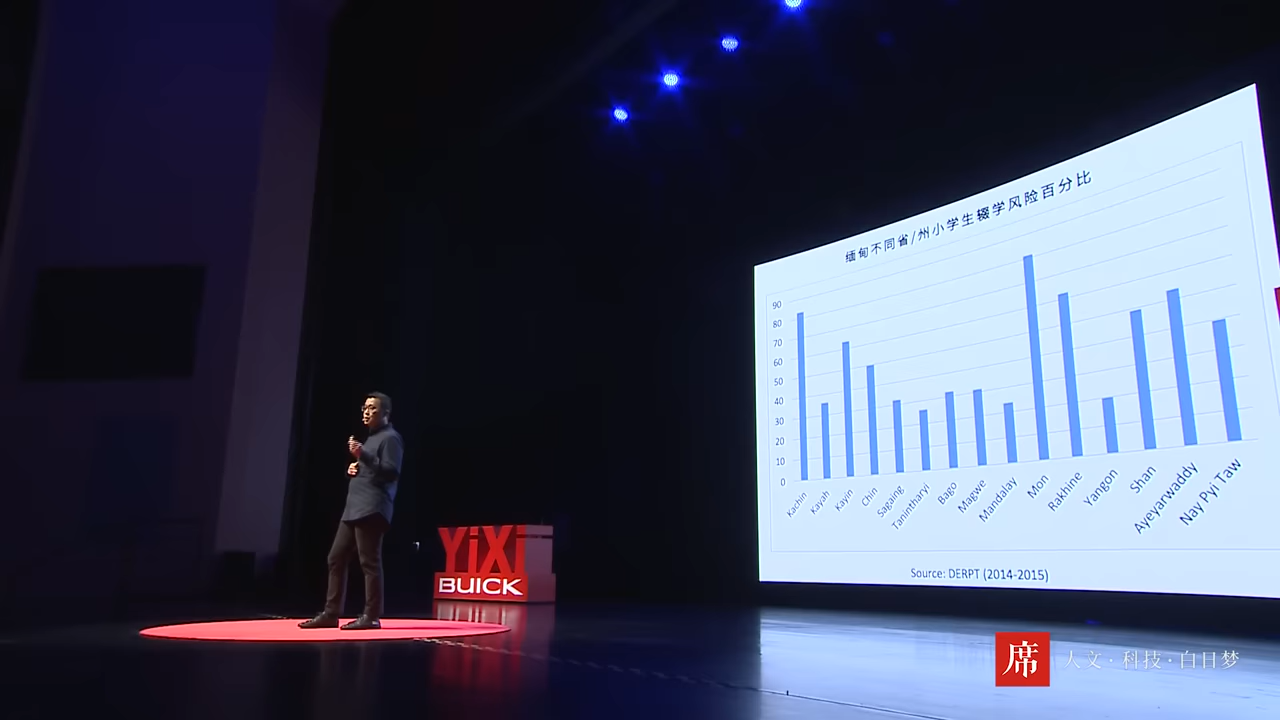 缅甸不同省/州小学生辍学风险百分比
90
80
70
60
50
40
30
20
10
0
Kachin
Kayah
Kayin
Chin
Sagaing
Tanintharyi
Bago
Magwe
Mandalay
Mon
Rakhine
Yangon
Shan
Ayeyarwaddy
Nay Pyi Taw
Source: DERPT (2014-2015)
YiXi
BUICK
席 人文·科技·白日梦